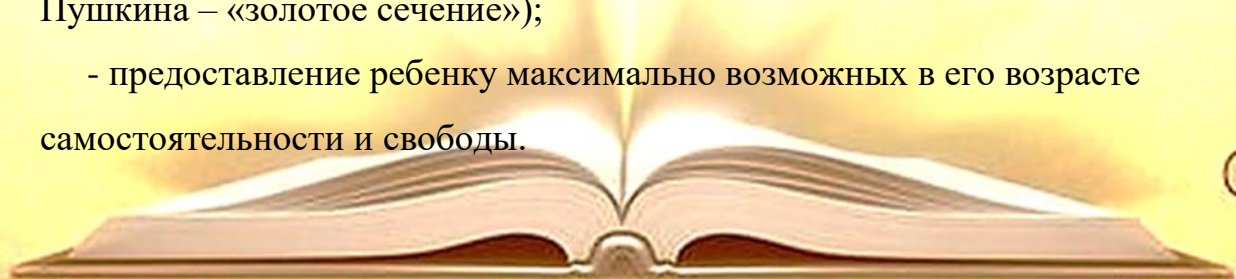 Пушкина – «золотое сечение»);
- предоставление ребенку максимально возможных в его возрасте
самостоятельности и свободы.